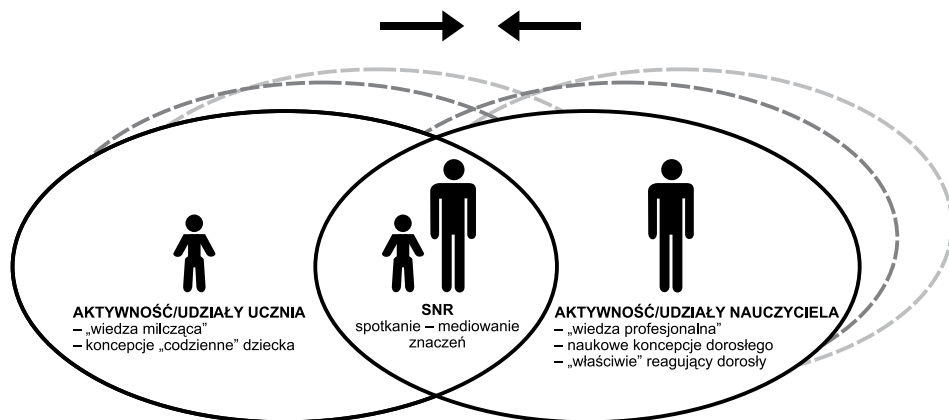 AKTYWNOŚĆ/UDZIAŁY UCZNIA
– „wiedza milcząca”
– koncepcje „codzienne” dziecka
SNR
spotkanie – mediowanie
znaczeń
AKTYWNOŚĆ/UDZIAŁY NAUCZYCIELA
– „wiedza profesjonalna”
– naukowe koncepcje dorosłego
– „właściwie” reagujący dorosły